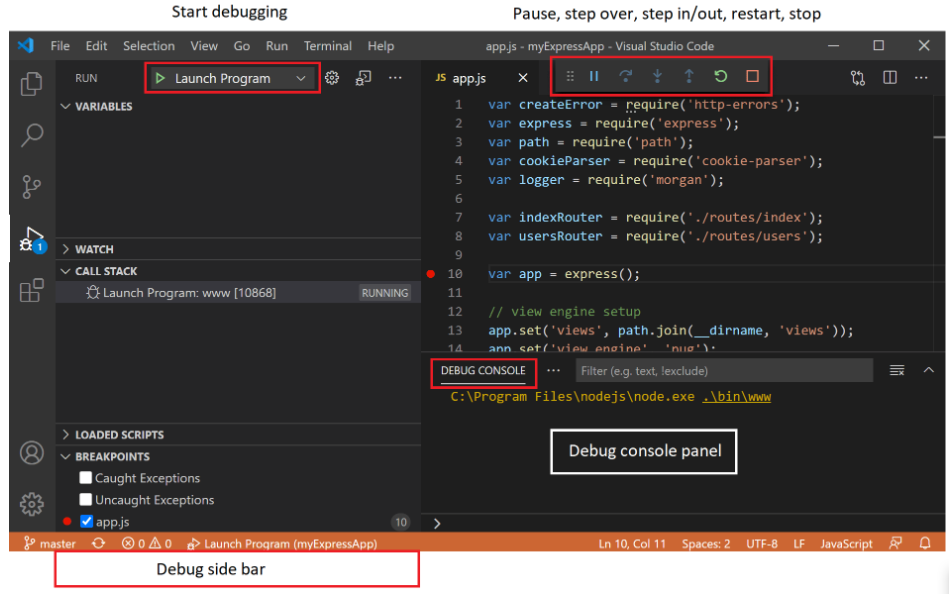 Start debugging
Pause, step over, step in/out, restart, stop
File Edit Selection View Go Run Terminal Help
app.js - myExpressApp - Visual Studio Code
RUN
Launch Program
JS app.js
VARIABLES
WATCH
CALL STACK
Launch Program: www [10868] RUNNING
LOADED SCRIPTS
BREAKPOINTS
Caught Exceptions
Uncaught Exceptions
app.js 10
1
1 var createError = require('http-errors');
2 var express = require('express');
3 var path = require('path');
4 var cookieParser = require('cookie-parser');
5 var logger = require('morgan');
6
7 var indexRouter = require('./routes/index');
8 var usersRouter = require('./routes/users');
9
10 var app = express();
11
12 // view engine setup
13 app.set('views', path.join(__dirname, 'views'));
14 app.set('view engine', 'pug');
DEBUG CONSOLE
Filter (e.g. text, !exclude)
C:\Program Files\nodejs\node.exe .\bin\www
Debug console panel
master 0 0 Launch Program (myExpressApp)
Ln 10, Col 11 Spaces: 2 UTF-8 LF JavaScript
Debug side bar